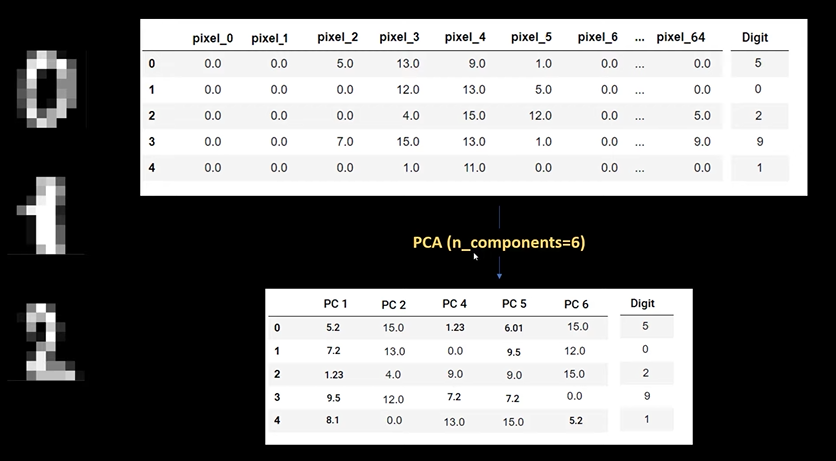 pixel_0 pixel_1 pixel_2 pixel_3 pixel_4 pixel_5 pixel_6 ... pixel_64 Digit
0 0.0 0.0 5.0 13.0 9.0 1.0 0.0 ... 0.0 5
1 0.0 0.0 0.0 12.0 13.0 5.0 0.0 ... 0.0 0
2 0.0 0.0 0.0 4.0 15.0 12.0 0.0 ... 5.0 2
3 0.0 0.0 7.0 15.0 13.0 1.0 0.0 ... 9.0 9
4 0.0 0.0 0.0 1.0 11.0 0.0 0.0 ... 0.0 1
PCA (n_components=6)
PC 1 PC 2 PC 4 PC 5 PC 6 Digit
0 5.2 15.0 1.23 6.01 15.0 5
1 7.2 13.0 0.0 9.5 12.0 0
2 1.23 4.0 9.0 9.0 15.0 2
3 9.5 12.0 7.2 7.2 0.0 9
4 8.1 0.0 13.0 15.0 5.2 1
0
1
2